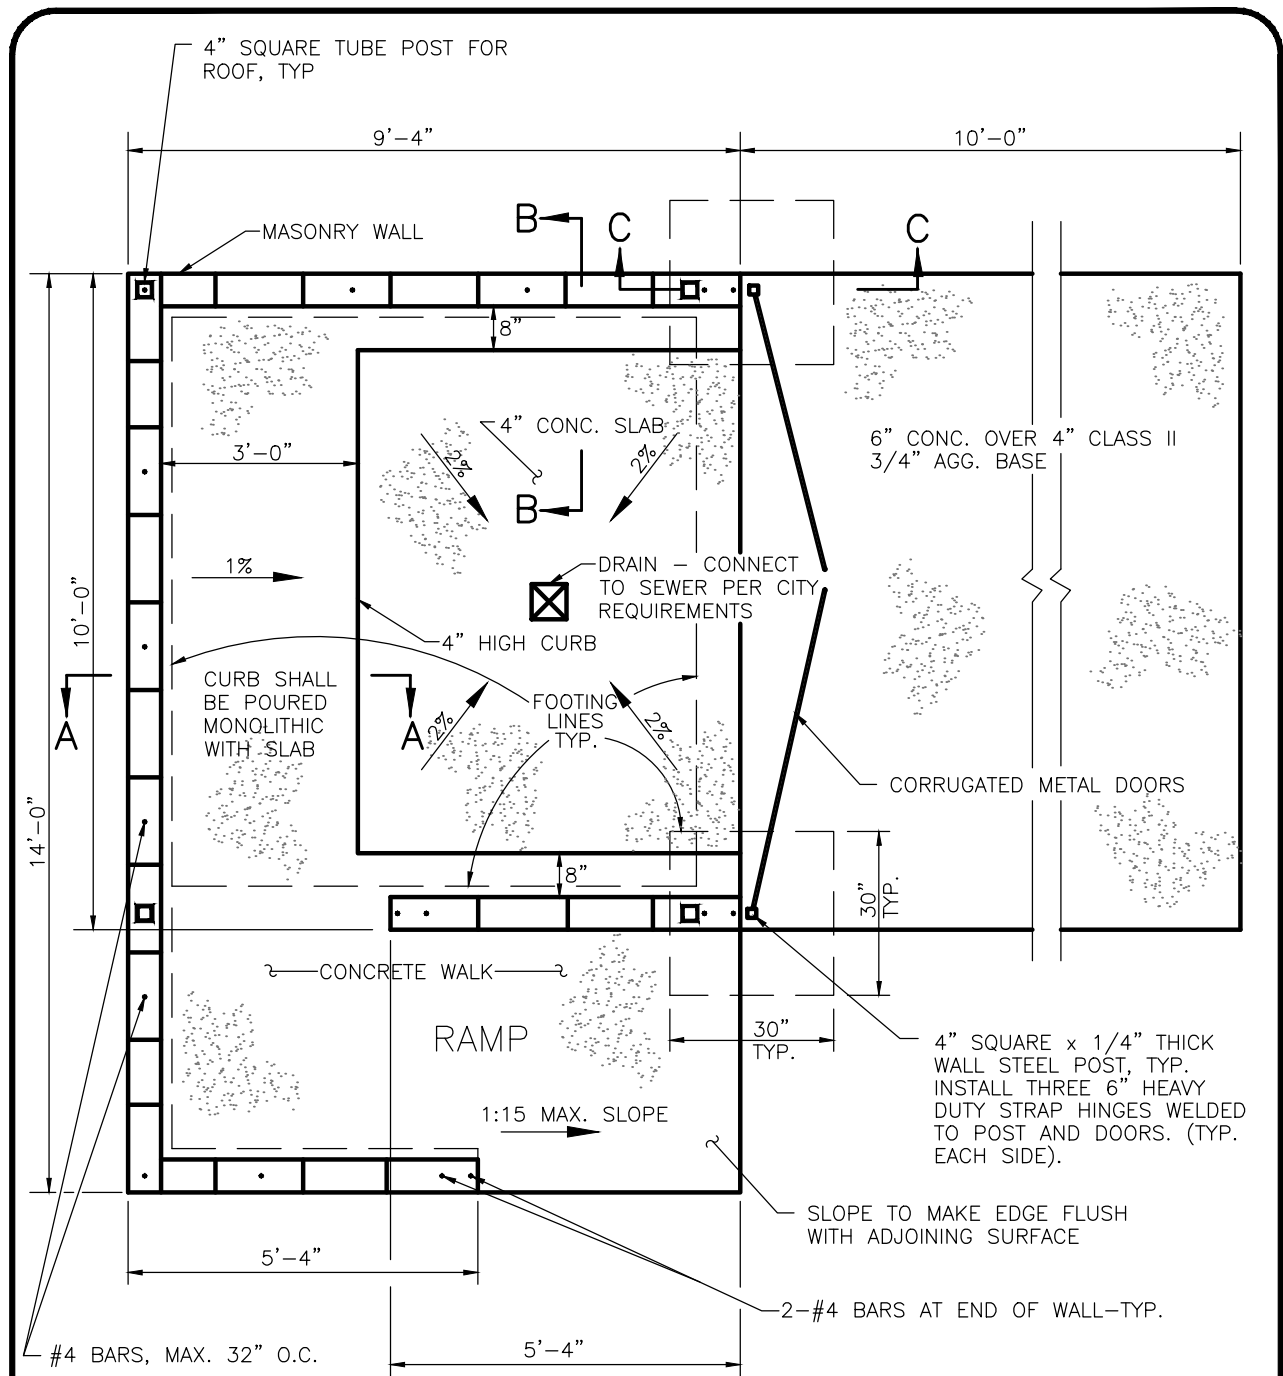 4" SQUARE TUBE POST FOR
ROOF, TYP
9'-4"
10'-0"
MASONRY WALL
B
C
C
8"
4" CONC. SLAB
6" CONC. OVER 4" CLASS II
3/4" AGG. BASE
3'-0"
2%
2%
B
1%
DRAIN - CONNECT
TO SEWER PER CITY
REQUIREMENTS
10'-0"
4" HIGH CURB
CURB SHALL
BE POURED
MONOLITHIC
WITH SLAB
FOOTING
LINES
TYP.
A
A
2%
2%
CORRUGATED METAL DOORS
14'-0"
8"
30"
TYP.
CONCRETE WALK
RAMP
30"
TYP.
4" SQUARE x 1/4" THICK
WALL STEEL POST, TYP.
INSTALL THREE 6" HEAVY
DUTY STRAP HINGES WELDED
TO POST AND DOORS. (TYP.
EACH SIDE).
1:15 MAX. SLOPE
SLOPE TO MAKE EDGE FLUSH
WITH ADJOINING SURFACE
5'-4"
2-#4 BARS AT END OF WALL-TYP.
#4 BARS, MAX. 32" O.C.
5'-4"